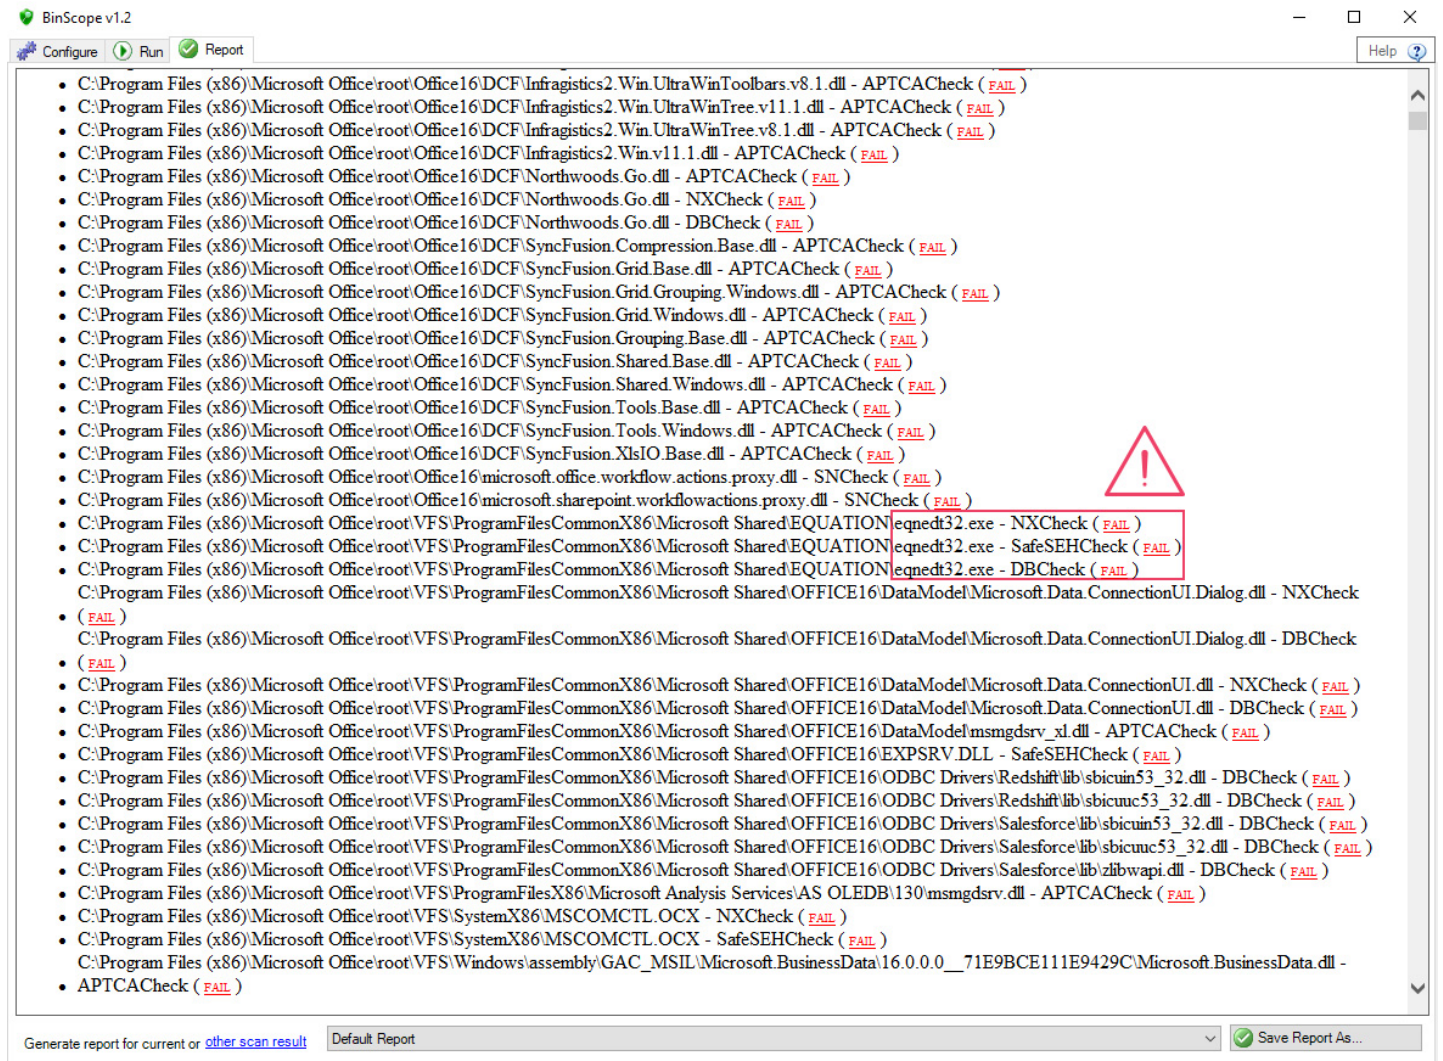 BinScope v1.2
Configure Run Report Help
C:\Program Files (x86)\Microsoft Office\root\Office16\DCF\Infragistics2.Win.UltraWinToolbars.v8.1.dll - APTCACheck ( FAIL )
C:\Program Files (x86)\Microsoft Office\root\Office16\DCF\Infragistics2.Win.UltraWinTree.v11.1.dll - APTCACheck ( FAIL )
C:\Program Files (x86)\Microsoft Office\root\Office16\DCF\Infragistics2.Win.UltraWinTree.v8.1.dll - APTCACheck ( FAIL )
C:\Program Files (x86)\Microsoft Office\root\Office16\DCF\Infragistics2.Win.v11.1.dll - APTCACheck ( FAIL )
C:\Program Files (x86)\Microsoft Office\root\Office16\DCF\Northwoods.Go.dll - APTCACheck ( FAIL )
C:\Program Files (x86)\Microsoft Office\root\Office16\DCF\Northwoods.Go.dll - NXCheck ( FAIL )
C:\Program Files (x86)\Microsoft Office\root\Office16\DCF\Northwoods.Go.dll - DBCheck ( FAIL )
C:\Program Files (x86)\Microsoft Office\root\Office16\DCF\SyncFusion.Compression.Base.dll - APTCACheck ( FAIL )
C:\Program Files (x86)\Microsoft Office\root\Office16\DCF\SyncFusion.Grid.Base.dll - APTCACheck ( FAIL )
C:\Program Files (x86)\Microsoft Office\root\Office16\DCF\SyncFusion.Grid.Grouping.Windows.dll - APTCACheck ( FAIL )
C:\Program Files (x86)\Microsoft Office\root\Office16\DCF\SyncFusion.Grid.Windows.dll - APTCACheck ( FAIL )
C:\Program Files (x86)\Microsoft Office\root\Office16\DCF\SyncFusion.Grouping.Base.dll - APTCACheck ( FAIL )
C:\Program Files (x86)\Microsoft Office\root\Office16\DCF\SyncFusion.Shared.Base.dll - APTCACheck ( FAIL )
C:\Program Files (x86)\Microsoft Office\root\Office16\DCF\SyncFusion.Shared.Windows.dll - APTCACheck ( FAIL )
C:\Program Files (x86)\Microsoft Office\root\Office16\DCF\SyncFusion.Tools.Base.dll - APTCACheck ( FAIL )
C:\Program Files (x86)\Microsoft Office\root\Office16\DCF\SyncFusion.Tools.Windows.dll - APTCACheck ( FAIL )
C:\Program Files (x86)\Microsoft Office\root\Office16\DCF\SyncFusion.XlsIO.Base.dll - APTCACheck ( FAIL )
C:\Program Files (x86)\Microsoft Office\root\Office16\microsoft.office.workflow.actions.proxy.dll - SNCheck ( FAIL )
C:\Program Files (x86)\Microsoft Office\root\Office16\microsoft.sharepoint.workflowactions.proxy.dll - SNCheck ( FAIL )
C:\Program Files (x86)\Microsoft Office\root\VFS\ProgramFilesCommonX86\Microsoft Shared\EQUATION\eqnedt32.exe - NXCheck ( FAIL )
C:\Program Files (x86)\Microsoft Office\root\VFS\ProgramFilesCommonX86\Microsoft Shared\EQUATION\eqnedt32.exe - SafeSEHCheck ( FAIL )
C:\Program Files (x86)\Microsoft Office\root\VFS\ProgramFilesCommonX86\Microsoft Shared\EQUATION\eqnedt32.exe - DBCheck ( FAIL )
C:\Program Files (x86)\Microsoft Office\root\VFS\ProgramFilesCommonX86\Microsoft Shared\OFFICE16\DataModel\Microsoft.Data.ConnectionUI.Dialog.dll - NXCheck
( FAIL )
C:\Program Files (x86)\Microsoft Office\root\VFS\ProgramFilesCommonX86\Microsoft Shared\OFFICE16\DataModel\Microsoft.Data.ConnectionUI.Dialog.dll - DBCheck
( FAIL )
C:\Program Files (x86)\Microsoft Office\root\VFS\ProgramFilesCommonX86\Microsoft Shared\OFFICE16\DataModel\Microsoft.Data.ConnectionUI.dll - NXCheck ( FAIL )
C:\Program Files (x86)\Microsoft Office\root\VFS\ProgramFilesCommonX86\Microsoft Shared\OFFICE16\DataModel\Microsoft.Data.ConnectionUI.dll - DBCheck ( FAIL )
C:\Program Files (x86)\Microsoft Office\root\VFS\ProgramFilesCommonX86\Microsoft Shared\OFFICE16\DataModel\msmgdsrv_xl.dll - APTCACheck ( FAIL )
C:\Program Files (x86)\Microsoft Office\root\VFS\ProgramFilesCommonX86\Microsoft Shared\OFFICE16\EXPSRV.DLL - SafeSEHCheck ( FAIL )
C:\Program Files (x86)\Microsoft Office\root\VFS\ProgramFilesCommonX86\Microsoft Shared\OFFICE16\ODBC Drivers\Redshift\lib\sbicuin53_32.dll - DBCheck ( FAIL )
C:\Program Files (x86)\Microsoft Office\root\VFS\ProgramFilesCommonX86\Microsoft Shared\OFFICE16\ODBC Drivers\Redshift\lib\sbicuuc53_32.dll - DBCheck ( FAIL )
C:\Program Files (x86)\Microsoft Office\root\VFS\ProgramFilesCommonX86\Microsoft Shared\OFFICE16\ODBC Drivers\Salesforce\lib\sbicuin53_32.dll - DBCheck ( FAIL )
C:\Program Files (x86)\Microsoft Office\root\VFS\ProgramFilesCommonX86\Microsoft Shared\OFFICE16\ODBC Drivers\Salesforce\lib\sbicuuc53_32.dll - DBCheck ( FAIL )
C:\Program Files (x86)\Microsoft Office\root\VFS\ProgramFilesCommonX86\Microsoft Shared\OFFICE16\ODBC Drivers\Salesforce\lib\zlibwapi.dll - DBCheck ( FAIL )
C:\Program Files (x86)\Microsoft Office\root\VFS\ProgramFilesX86\Microsoft Analysis Services\AS OLEDB\130\msmgdsrv.dll - APTCACheck ( FAIL )
C:\Program Files (x86)\Microsoft Office\root\VFS\SystemX86\MSCOMCTL.OCX - NXCheck ( FAIL )
C:\Program Files (x86)\Microsoft Office\root\VFS\SystemX86\MSCOMCTL.OCX - SafeSEHCheck ( FAIL )
C:\Program Files (x86)\Microsoft Office\root\VFS\Windows\assembly\GAC_MSIL\Microsoft.BusinessData\16.0.0.0__71E9BCE111E9429C\Microsoft.BusinessData.dll -
APTCACheck ( FAIL )
Generate report for current or other scan result Default Report Save Report As...